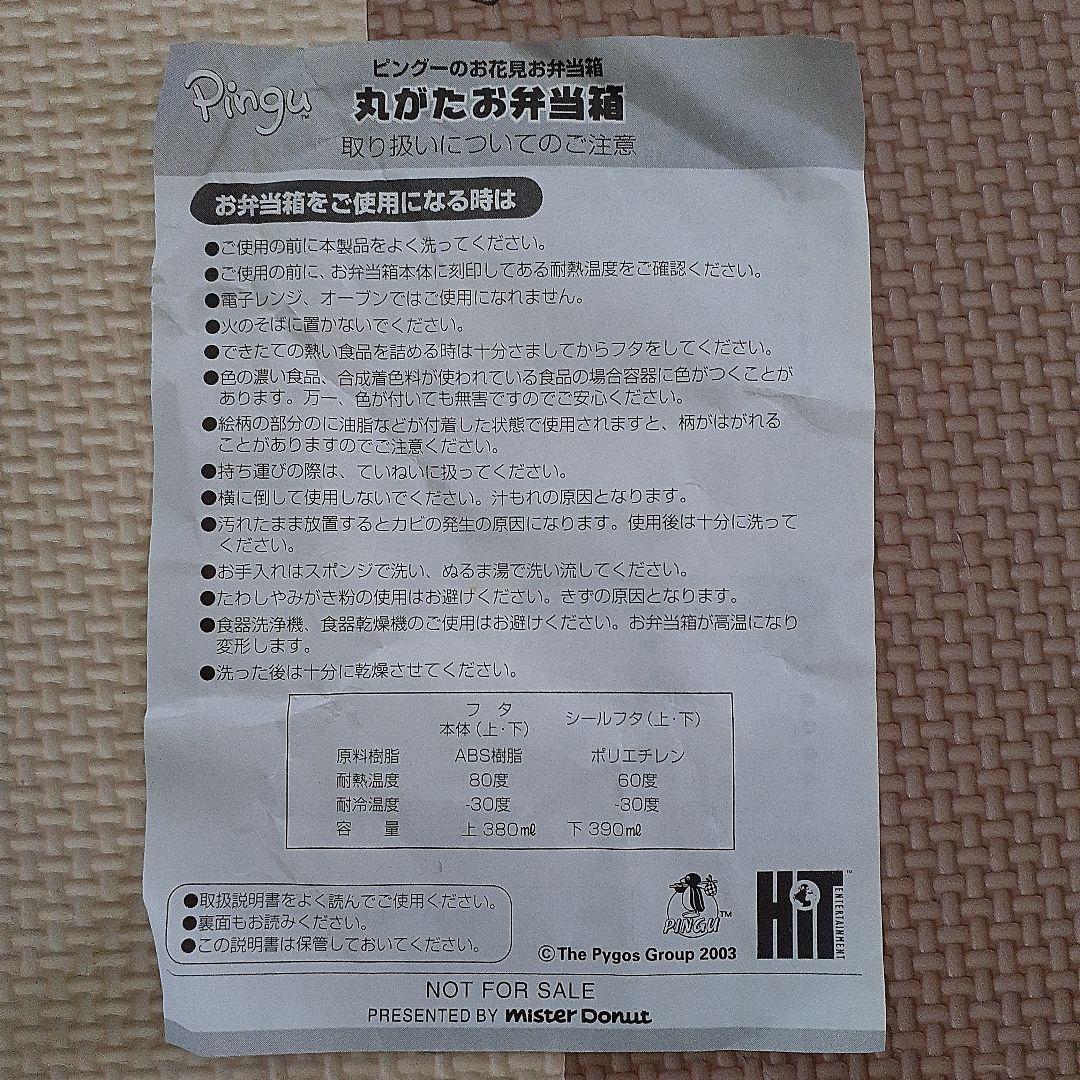 Pingu™
ピングーのお花見お弁当箱
丸がたお弁当箱
取り扱いについてのご注意
お弁当箱をご使用になる時は
●ご使用の前に本製品をよく洗ってください。
●ご使用の前に、お弁当箱本体に刻印してある耐熱温度をご確認ください。
●電子レンジ、オーブンではご使用になれません。
●火のそばに置かないでください。
●できたての熱い食品を詰める時は十分さましてからフタをしてください。
●色の濃い食品、合成着色料が使われている食品の場合容器に色がつくことが
あります。万一、色が付いても無害ですのでご安心ください。
●絵柄の部分のに油脂などが付着した状態で使用されますと、柄がはがれる
ことがありますのでご注意ください。
●持ち運びの際は、ていねいに扱ってください。
●横に倒して使用しないでください。汁もれの原因となります。
●汚れたまま放置するとカビの発生の原因になります。使用後は十分に洗って
ください。
●お手入れはスポンジで洗い、ぬるま湯で洗い流してください。
●たわしやみがき粉の使用はお避けください。きずの原因となります。
●食器洗浄機、食器乾燥機のご使用はお避けください。お弁当箱が高温になり
変形します。
●洗った後は十分に乾燥させてください。
フタ
本体(上・下) シールフタ(上・下)
原料樹脂 ABS樹脂 ポリエチレン
耐熱温度 80度 60度
耐冷温度 -30度 -30度
容量 上 380㎖ 下 390㎖
●取扱説明書をよく読んでご使用ください。
●裏面もお読みください。
●この説明書は保管しておいてください。
PINGU™
HiT™ ENTERTAINMENT
©The Pygos Group 2003
NOT FOR SALE
PRESENTED BY mister Donut